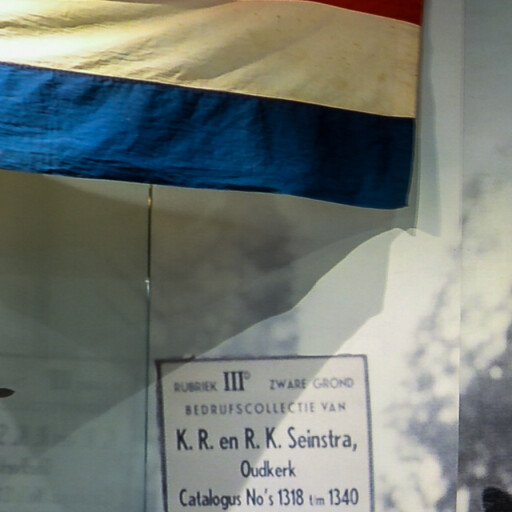 RUBRIEK IIIᴰ ZWARE GROND
BEDRIJFSCOLLECTIE VAN
K. R. en R. K. Seinstra,
Oudkerk
Catalogus No's 1318 t/m 1340